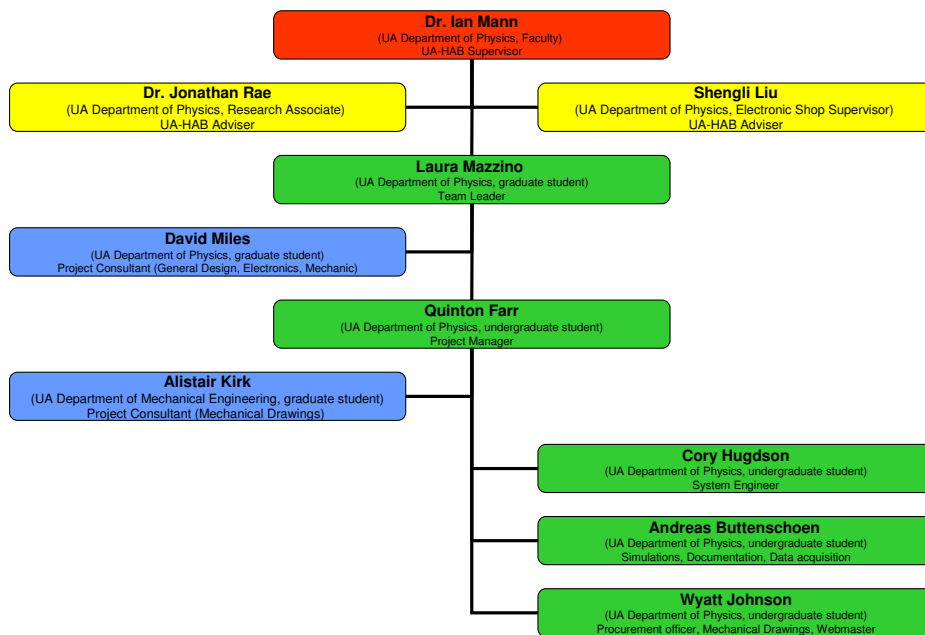 Dr. Ian Mann
(UA Department of Physics, Faculty)
UA-HAB Supervisor
Dr. Jonathan Rae
(UA Department of Physics, Research Associate)
UA-HAB Adviser
Shengli Liu
(UA Department of Physics, Electronic Shop Supervisor)
UA-HAB Adviser
Laura Mazzino
(UA Department of Physics, graduate student)
Team Leader
David Miles
(UA Department of Physics, graduate student)
Project Consultant (General Design, Electronics, Mechanic)
Quinton Farr
(UA Department of Physics, undergraduate student)
Project Manager
Alistair Kirk
(UA Department of Mechanical Engineering, graduate student)
Project Consultant (Mechanical Drawings)
Cory Hugdson
(UA Department of Physics, undergraduate student)
System Engineer
Andreas Buttenschoen
(UA Department of Physics, undergraduate student)
Simulations, Documentation, Data acquisition
Wyatt Johnson
(UA Department of Physics, undergraduate student)
Procurement officer, Mechanical Drawings, Webmaster